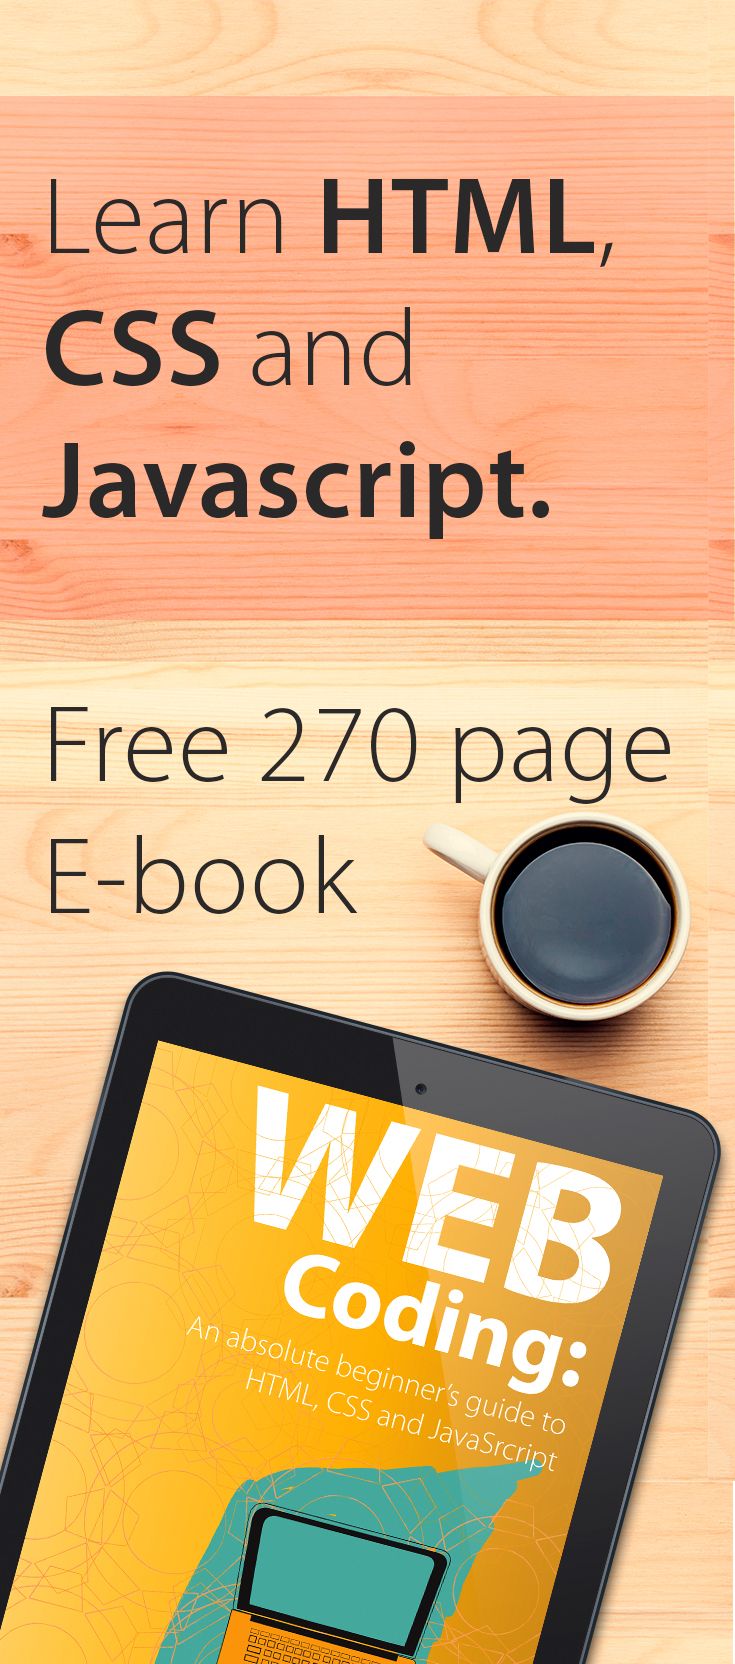 Learn HTML,
CSS and
Javascript.
Free 270 page
E-book
WEB
Coding:
An absolute beginner's guide to
HTML, CSS and JavaSrcript